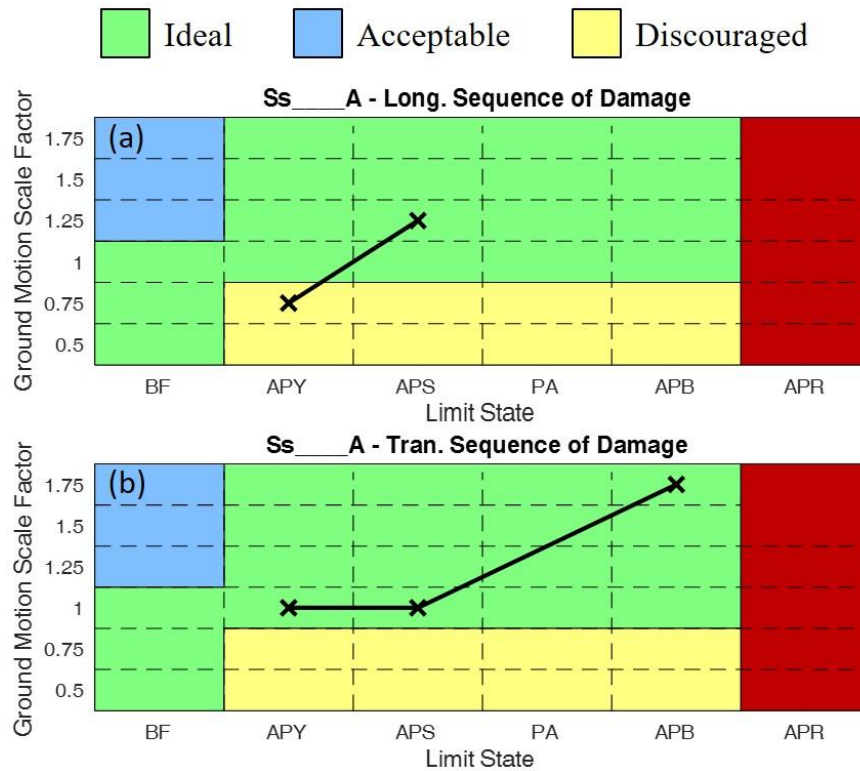 Ideal Acceptable Discouraged
Ss____A - Long. Sequence of Damage
(a)
Ground Motion Scale Factor
1.75
1.5
1.25
1
0.75
0.5
BF APY APS PA APB APR
Limit State
Ss____A - Tran. Sequence of Damage
(b)
Ground Motion Scale Factor
1.75
1.5
1.25
1
0.75
0.5
BF APY APS PA APB APR
Limit State